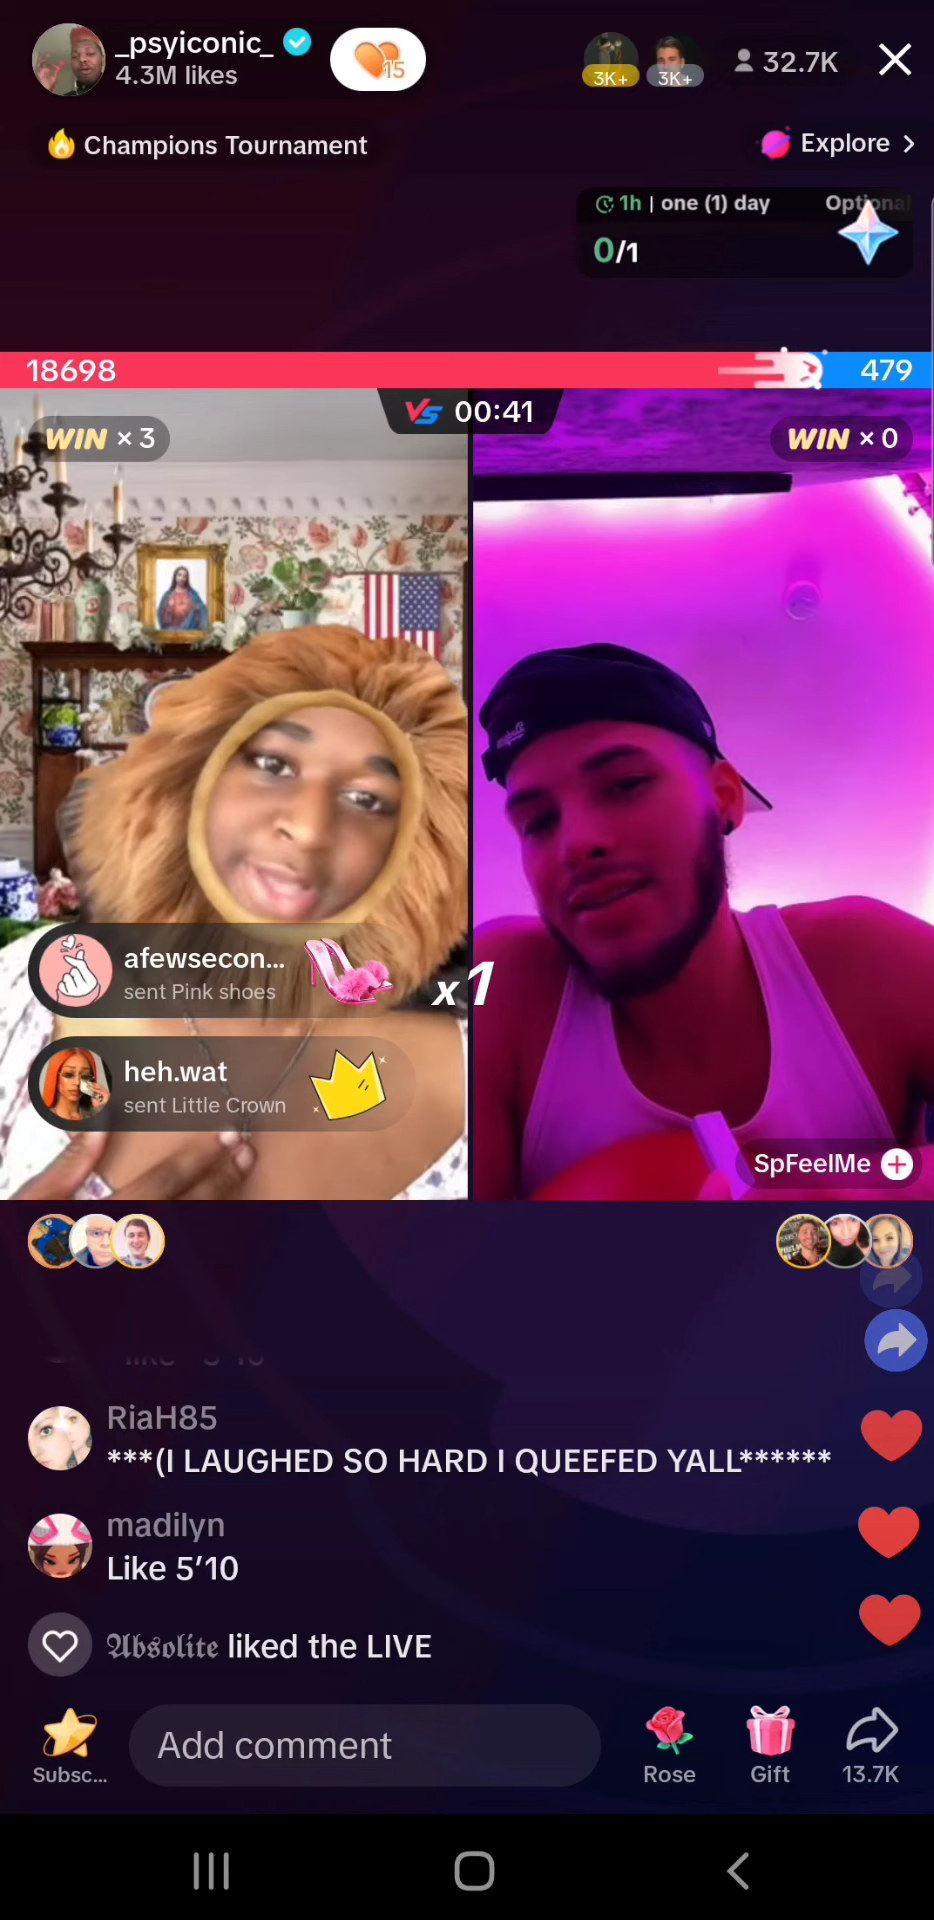 _psyiconic_
4.3M likes
15
3K+
3K+
32.7K
Champions Tournament
Explore
1h | one (1) day
Optional
0/1
18698
479
VS 00:41
WIN × 3
WIN × 0
afewsecon...
sent Pink shoes
x1
heh.wat
sent Little Crown
SpFeelMe
RiaH85
***(I LAUGHED SO HARD I QUEEFED YALL******
madilyn
Like 5’10
𝕬𝖇𝖘𝖔𝖑𝖎𝖙𝖊 liked the LIVE
Subsc...
Add comment
Rose
Gift
13.7K